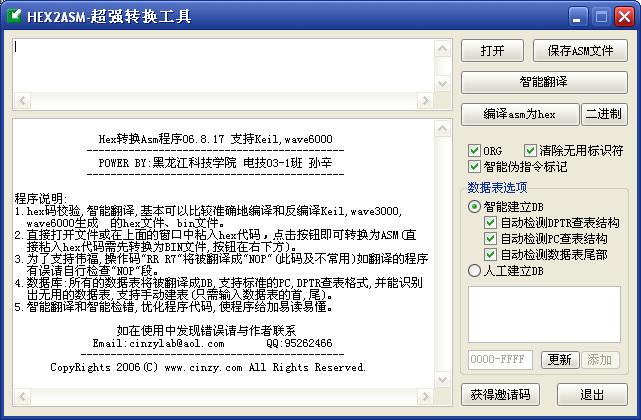 HEX2ASM-超强转换工具
打开
保存ASM文件
智能翻译
编译asm为hex
二进制
ORG
清除无用标识符
智能伪指令标记
数据表选项
智能建立DB
自动检测DPTR查表结构
自动检测PC查表结构
自动检测数据表尾部
人工建立DB
0000-FFFF
更新
添加
获得邀请码
退出
Hex转换Asm程序06.8.17 支持Keil,wave6000
POWER BY:黑龙江科技学院 电技03-1班 孙辛
程序说明:
1.hex码校验,智能翻译,基本可以比较准确地编译和反编译Keil,wave3000,
wave6000生成 的hex文件、bin文件。
2.直接打开文件或在上面的窗口中粘入hex代码，点击按钮即可转换为ASM(直
接粘入hex代码需先转换为BIN文件,按钮在右下方)。
3.为了支持伟福,操作码"RR R7"将被翻译成"NOP"(此码及不常用)如翻译的程序
有误请自行检查"NOP"段。
4.数据库:所有的数据表将被翻译成DB,支持标准的PC,DPTR查表格式,并能识别
出无用的数据表,支持手动建表(只需输入数据表的首,尾)。
5.智能翻译和智能检错,优化程序代码,使程序给加易读易懂。
如在使用中发现错误请与作者联系
Email:cinzylab@aol.com QQ:95262466
CopyRights 2006(C) www.cinzy.com All Rights Reserved.